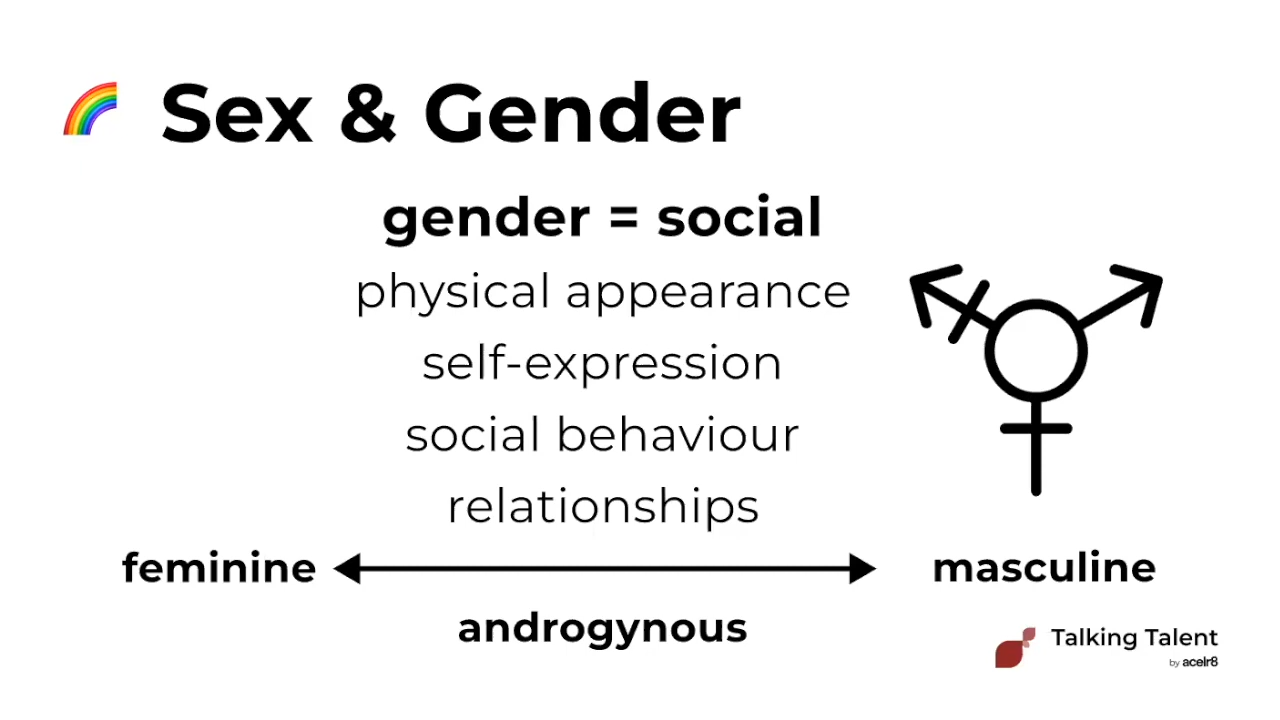 Sex & Gender
gender = social
physical appearance
self-expression
social behaviour
relationships
feminine
masculine
androgynous
Talking Talent
by acelr8